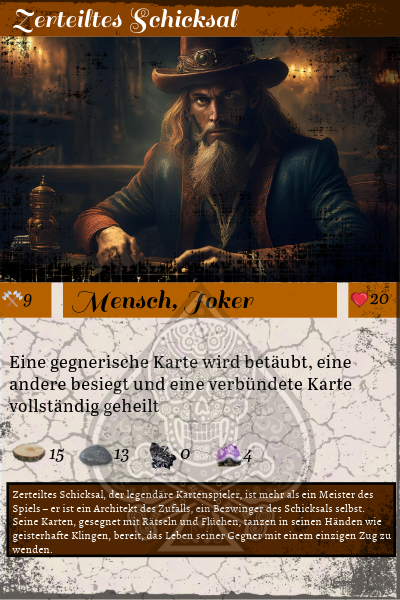 Zerteiltes Schicksal
9
Mensch, Joker
20
Eine gegnerische Karte wird betäubt, eine
andere besiegt und eine verbündete Karte
vollständig geheilt
15 13 0 4
Zerteiltes Schicksal, der legendäre Kartenspieler, ist mehr als ein Meister des
Spiels – er ist ein Architekt des Zufalls, ein Bezwinger des Schicksals selbst.
Seine Karten, gesegnet mit Rätseln und Flüchen, tanzen in seinen Händen wie
geisterhafte Klingen, bereit, das Leben seiner Gegner mit einem einzigen Zug zu
wenden.